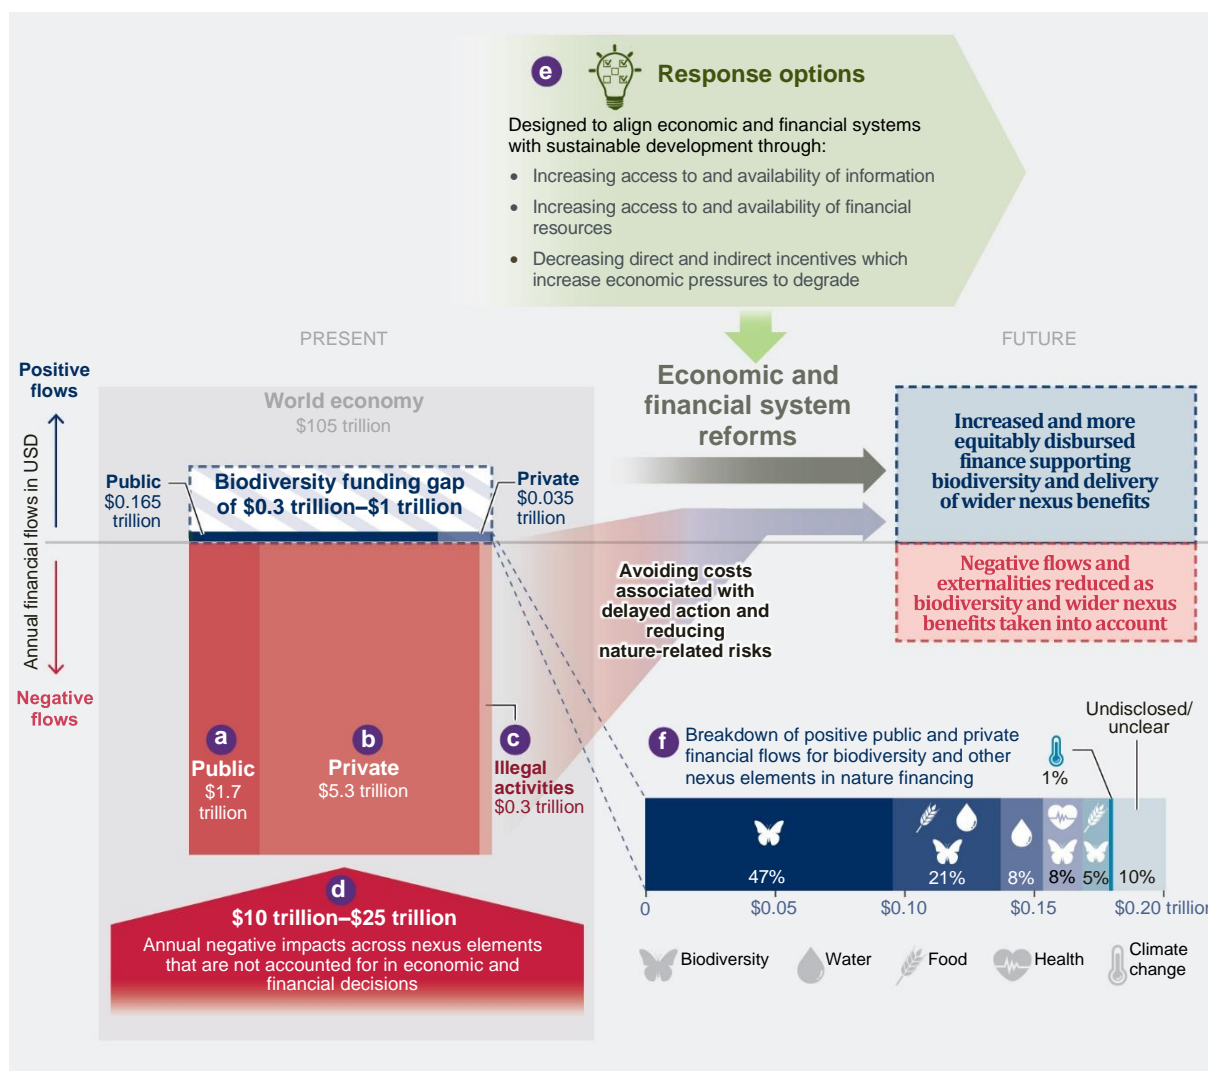 e
Response options
Designed to align economic and financial systems
with sustainable development through:
• Increasing access to and availability of information
• Increasing access to and availability of financial
resources
• Decreasing direct and indirect incentives which
increase economic pressures to degrade
PRESENT
FUTURE
Positive
flows
Annual financial flows in USD
Negative
flows
World economy
$105 trillion
Public
$0.165
trillion
Biodiversity funding gap
of $0.3 trillion–$1 trillion
Private
$0.035
trillion
Economic and
financial system
reforms
Increased and more
equitably disbursed
finance supporting
biodiversity and delivery
of wider nexus benefits
Negative flows and
externalities reduced as
biodiversity and wider nexus
benefits taken into account
Avoiding costs
associated with
delayed action and
reducing
nature-related risks
a
Public
$1.7
trillion
b
Private
$5.3 trillion
c
Illegal
activities
$0.3 trillion
d
$10 trillion–$25 trillion
Annual negative impacts across nexus elements
that are not accounted for in economic and
financial decisions
f
Breakdown of positive public and private
financial flows for biodiversity and other
nexus elements in nature financing
1%
Undisclosed/
unclear
47%
21%
8%
8%
5%
10%
0
$0.05
$0.10
$0.15
$0.20 trillion
Biodiversity
Water
Food
Health
Climate
change